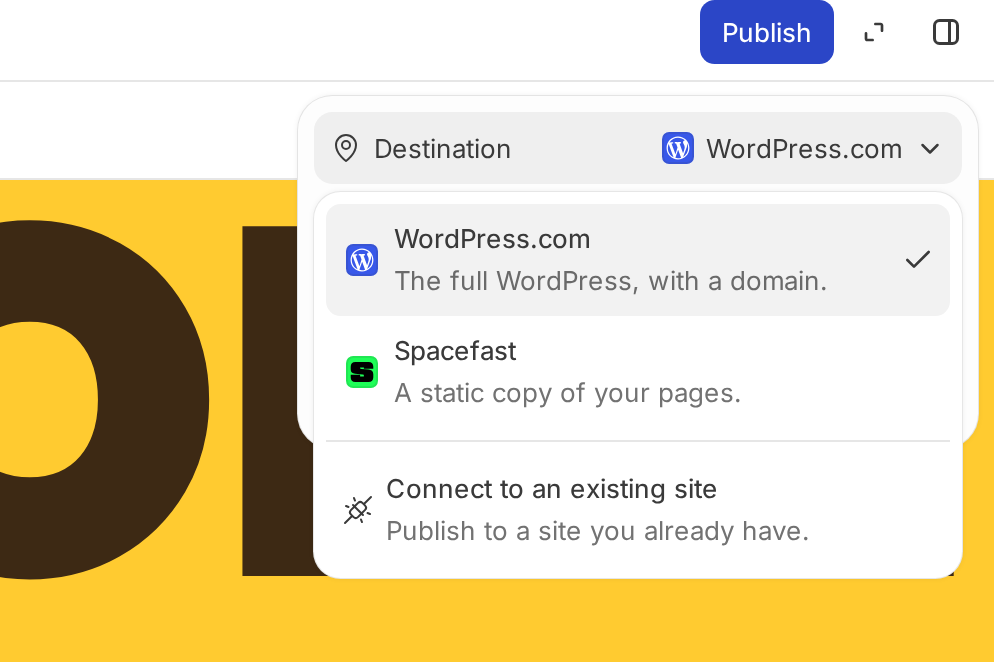 Publish
Destination
WordPress.com
WordPress.com
The full WordPress, with a domain.
Spacefast
A static copy of your pages.
Connect to an existing site
Publish to a site you already have.